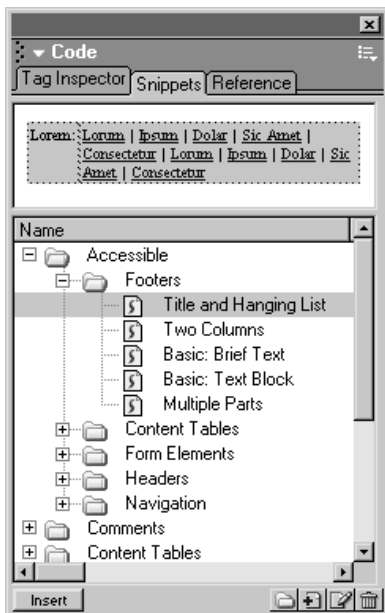 Code
Tag Inspector Snippets Reference
Lorem: Lorum | Ipsum | Dolar | Sic Amet |
Consectetur | Lorum | Ipsum | Dolar | Sic
Amet | Consectetur
Name
Accessible
Footers
Title and Hanging List
Two Columns
Basic: Brief Text
Basic: Text Block
Multiple Parts
Content Tables
Form Elements
Headers
Navigation
Comments
Content Tables
Insert